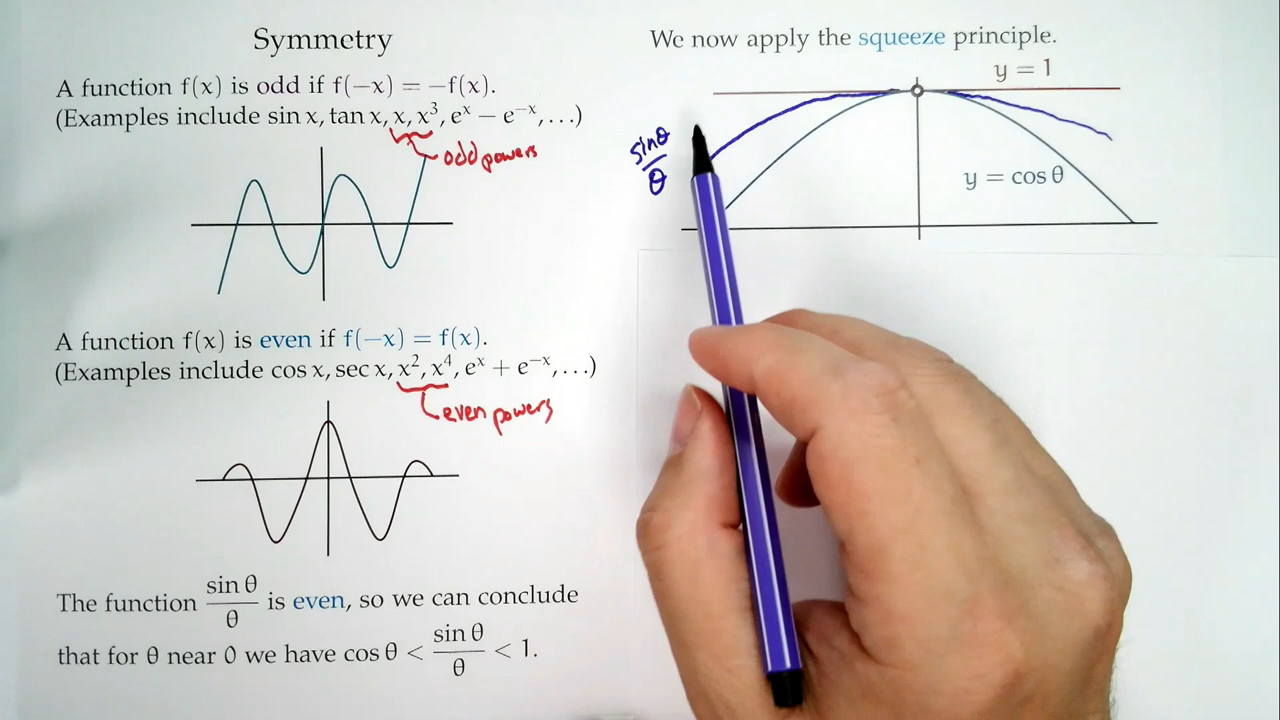 Symmetry
A function f(x) is odd if f(−x) = −f(x).
(Examples include sin x, tan x, x, x³, eˣ − e⁻ˣ, …)
odd powers
A function f(x) is even if f(−x) = f(x).
(Examples include cos x, sec x, x², x⁴, eˣ + e⁻ˣ, …)
even powers
The function sin θ / θ is even, so we can conclude
that for θ near 0 we have cos θ < sin θ / θ < 1.
We now apply the squeeze principle.
y = 1
sin θ / θ
y = cos θ